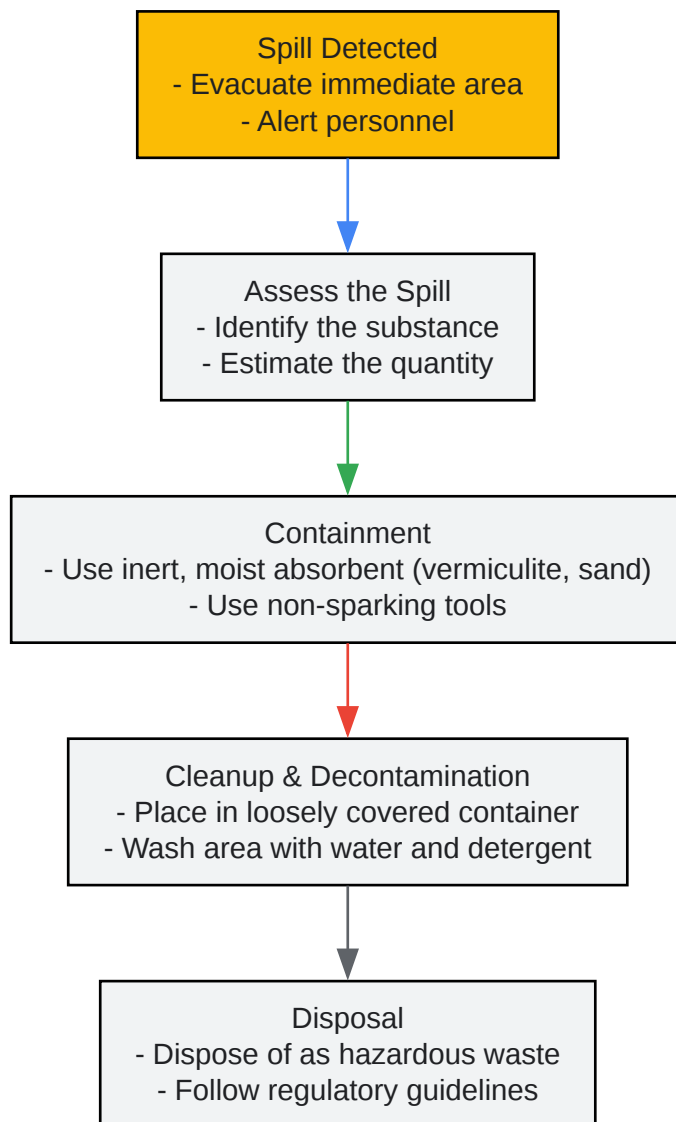 Spill Detected
- Evacuate immediate area
- Alert personnel
Assess the Spill
- Identify the substance
- Estimate the quantity
Containment
- Use inert, moist absorbent (vermiculite, sand)
- Use non-sparking tools
Cleanup & Decontamination
- Place in loosely covered container
- Wash area with water and detergent
Disposal
- Dispose of as hazardous waste
- Follow regulatory guidelines